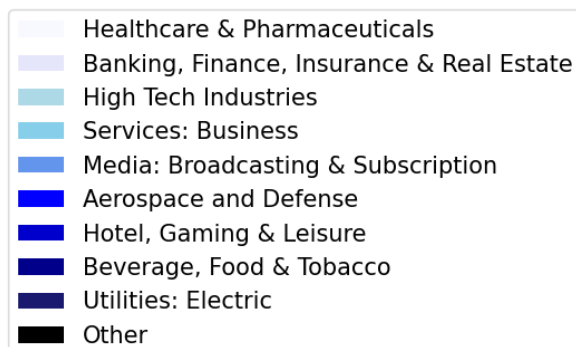 Healthcare & Pharmaceuticals
Banking, Finance, Insurance & Real Estate
High Tech Industries
Services: Business
Media: Broadcasting & Subscription
Aerospace and Defense
Hotel, Gaming & Leisure
Beverage, Food & Tobacco
Utilities: Electric
Other